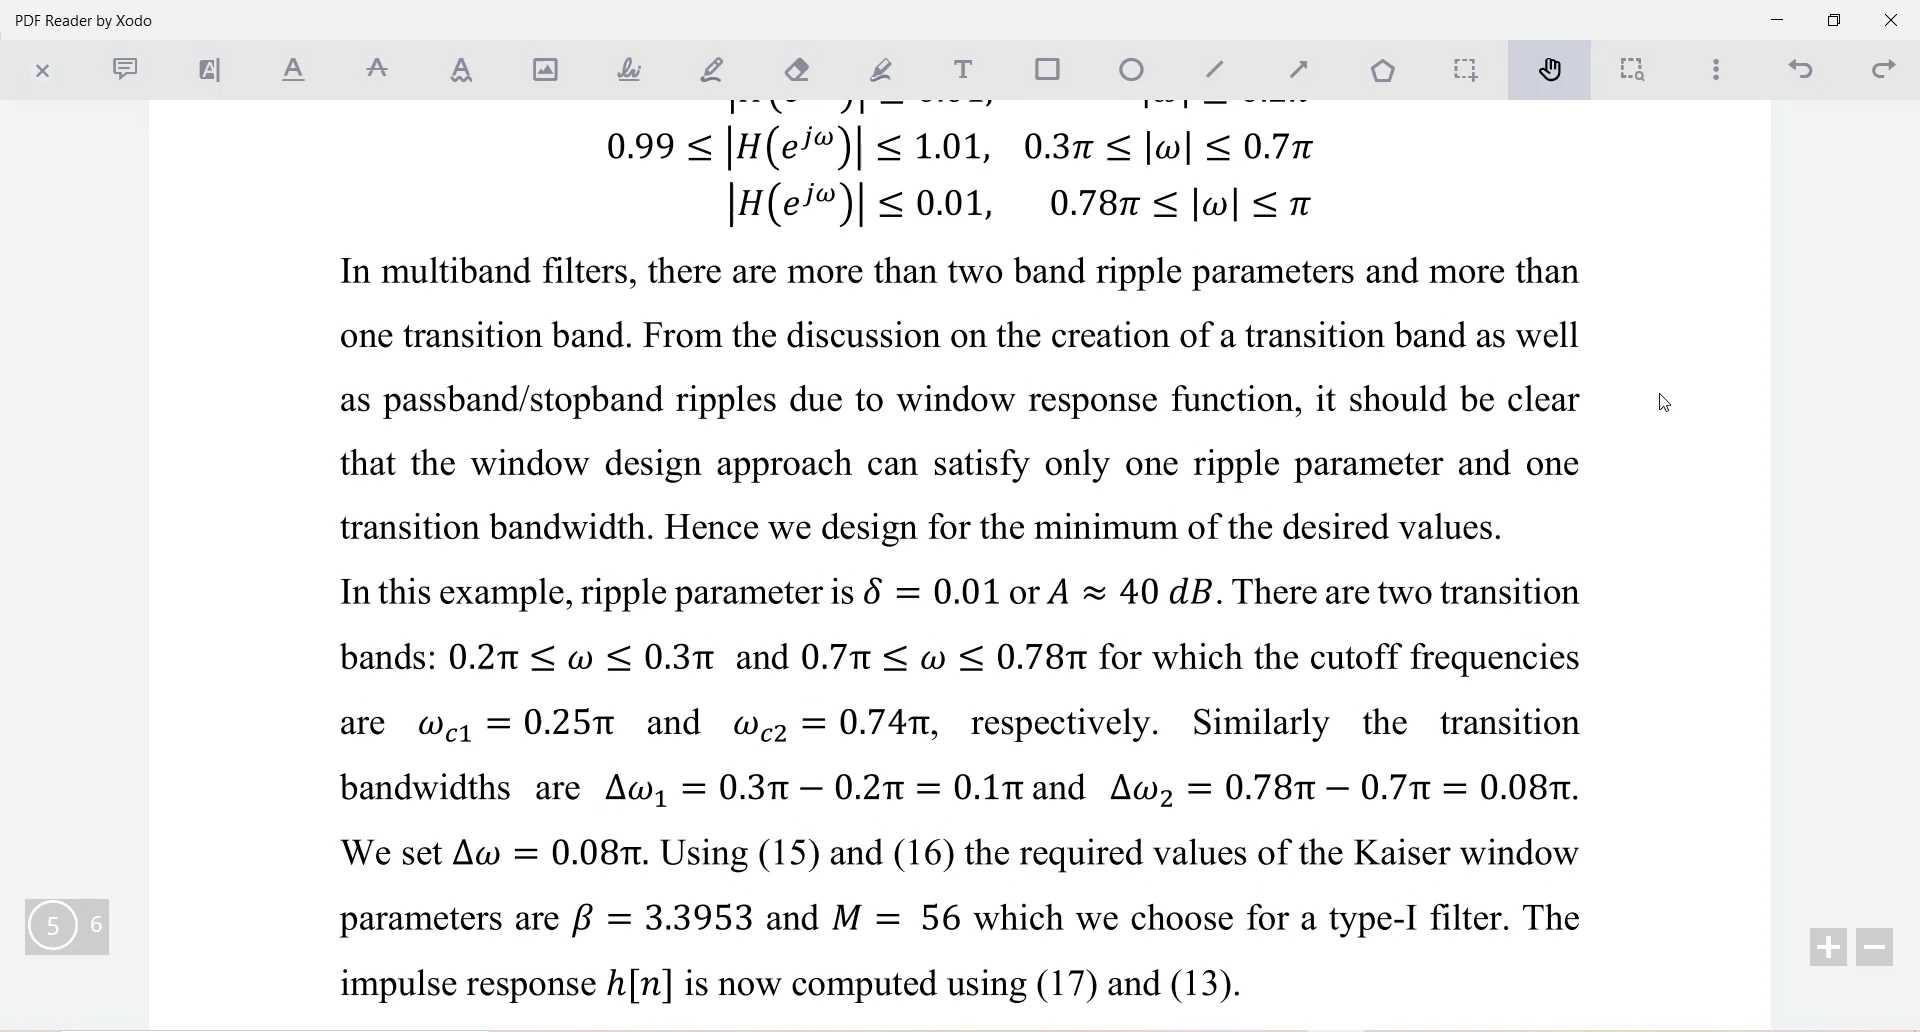 PDF Reader by Xodo
0.99 ≤ |H(e^{jω})| ≤ 1.01, 0.3π ≤ |ω| ≤ 0.7π
|H(e^{jω})| ≤ 0.01, 0.78π ≤ |ω| ≤ π
In multiband filters, there are more than two band ripple parameters and more than
one transition band. From the discussion on the creation of a transition band as well
as passband/stopband ripples due to window response function, it should be clear
that the window design approach can satisfy only one ripple parameter and one
transition bandwidth. Hence we design for the minimum of the desired values.
In this example, ripple parameter is δ = 0.01 or A ≈ 40 dB. There are two transition
bands: 0.2π ≤ ω ≤ 0.3π and 0.7π ≤ ω ≤ 0.78π for which the cutoff frequencies
are ω_{c1} = 0.25π and ω_{c2} = 0.74π, respectively. Similarly the transition
bandwidths are Δω₁ = 0.3π − 0.2π = 0.1π and Δω₂ = 0.78π − 0.7π = 0.08π.
We set Δω = 0.08π. Using (15) and (16) the required values of the Kaiser window
parameters are β = 3.3953 and M = 56 which we choose for a type-I filter. The
impulse response h[n] is now computed using (17) and (13).
5 6